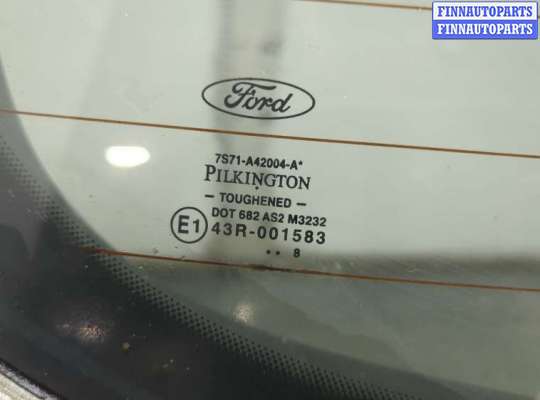 FINNAUTOPARTS
FINNAUTOPARTS
Ford
7S71-A42004-A*
PILKINGTON
– TOUGHENED –
DOT 682 AS2 M3232
E1 43R-001583
•• 8